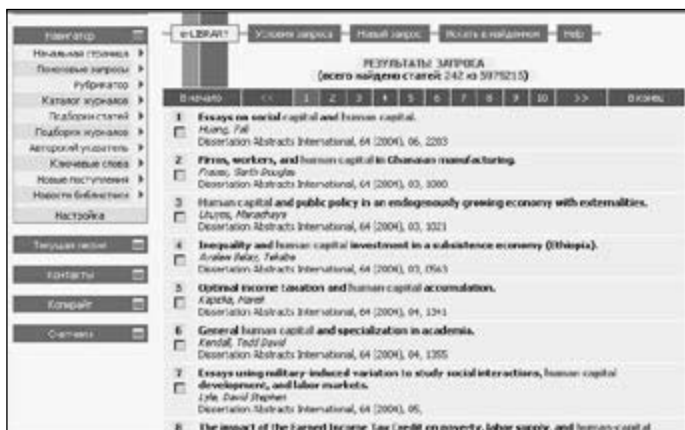 Навигатор
Начальная страница
Поисковые запросы
Рубрикатор
Каталог журналов
Подборки статей
Подборки журналов
Авторский указатель
Ключевые слова
Новые поступления
Новости библиотеки
Настройка
Текущая сессия
Контакты
Копирайт
Счетчики
e-LIBRARY
Условия запроса
Новый запрос
Искать в найденном
Help
РЕЗУЛЬТАТЫ ЗАПРОСА
(всего найдено статей: 242 из 5979215)
В начало << 1 2 3 4 5 6 7 8 9 10 >> В конец
1 Essays on social capital and human capital.
Huang, Fali
Dissertation Abstracts International, 64 (2004), 06, 2203
2 Firms, workers, and human capital in Ghanaian manufacturing.
Frazer, Garth Douglas
Dissertation Abstracts International, 64 (2004), 03, 1000
3 Human capital and public policy in an endogenously growing economy with externalities.
Dissertation Abstracts International, 64 (2004), 03, 1021
4 Inequality and human capital investment in a subsistence economy (Ethiopia).
Dissertation Abstracts International, 64 (2004), 03, 0563
5 Optimal income taxation and human capital accumulation.
Kapicka, Marek
Dissertation Abstracts International, 64 (2004), 04, 1341
6 General human capital and specialization in academia.
Kendall, Todd David
Dissertation Abstracts International, 64 (2004), 04, 1355
7 Essays using military-induced variation to study social interactions, human capital
development, and labor markets.
Lyle, David Stephen
Dissertation Abstracts International, 64 (2004), 05,
8 The impact of the Earned Income Tax Credit on poverty, labor supply, and human-capital